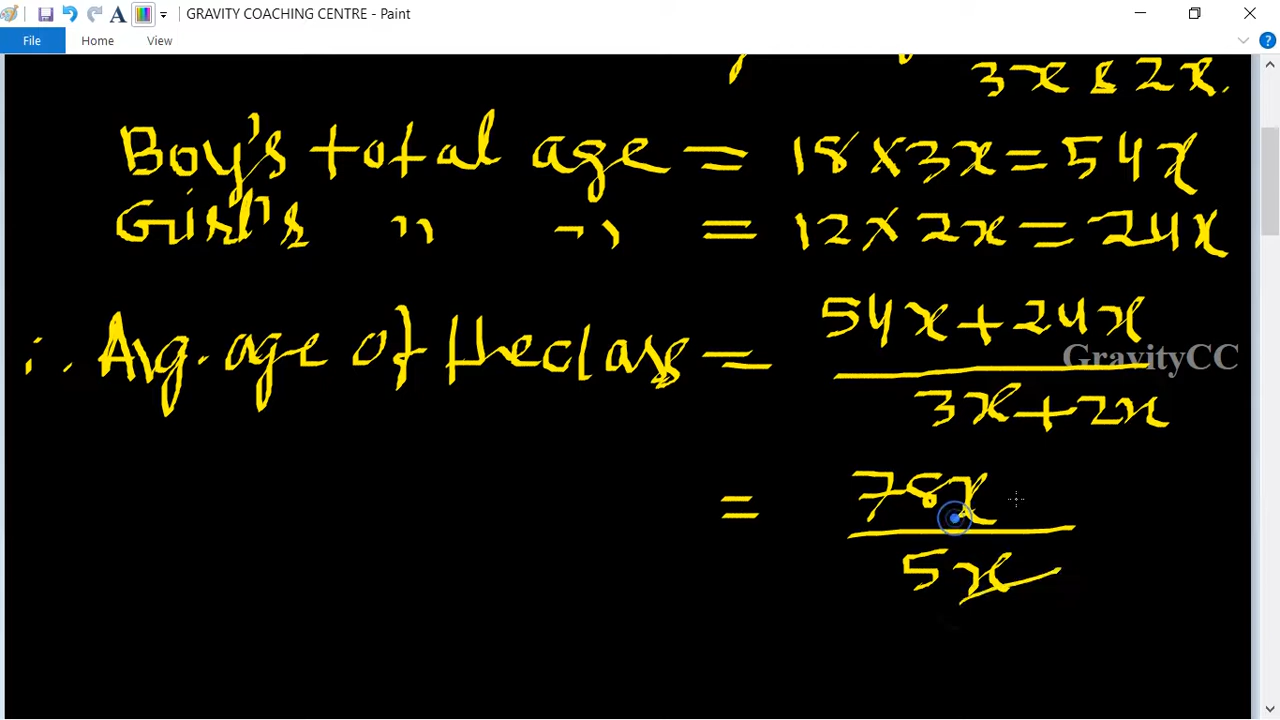 GRAVITY COACHING CENTRE - Paint
File Home View
3x & 2x.
Boy's total age = 18×3x = 54x
Girl's " " = 12×2x = 24x
∴ Avg. age of the class = 54x+24x
GravityCC
3x+2x
= 78x
5x